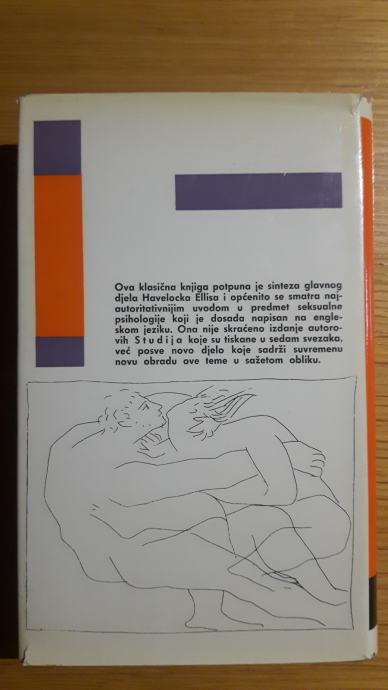 Ova klasična knjiga potpuna je sinteza glavnog
djela Havelocka Ellisa i općenito se smatra naj-
autoritativnijim uvodom u predmet seksualne
psihologije koji je dosada napisan na engle-
skom jeziku. Ona nije skraćeno izdanje autoro-
vih Studija koje su tiskane u sedam svezaka,
već posve novo djelo koje sadrži suvremenu
novu obradu ove teme u sažetom obliku.